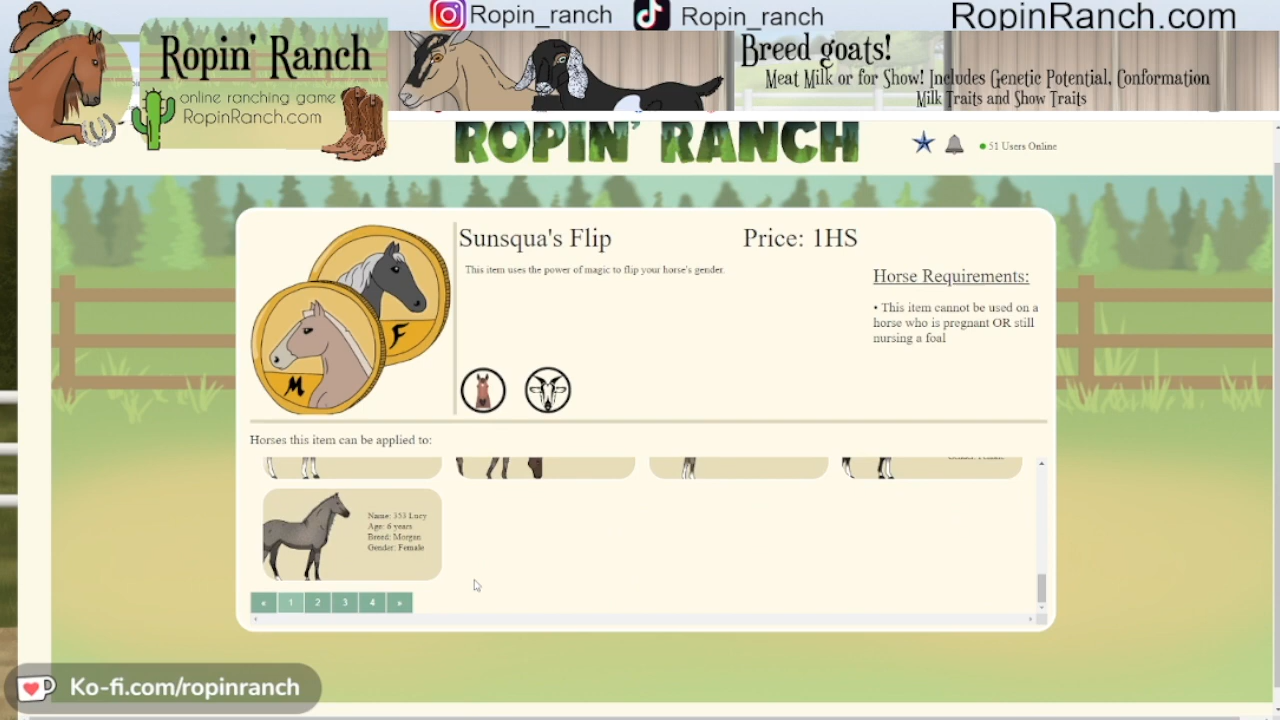 Ropin_ranch
Ropin_ranch
RopinRanch.com
Ropin' Ranch
online ranching game
RopinRanch.com
Breed goats!
Meat Milk or for Show! Includes Genetic Potential, Conformation
Milk Traits and Show Traits
ROPIN' RANCH
51 Users Online
Sunsqua's Flip
Price: 1HS
This item uses the power of magic to flip your horse's gender.
Horse Requirements:
• This item cannot be used on a
horse who is pregnant OR still
nursing a foal
F
M
Horses this item can be applied to:
Gender: Female
Name: 353 Lucy
Age: 6 years
Breed: Morgan
Gender: Female
« 1 2 3 4 »
Ko-fi.com/ropinranch